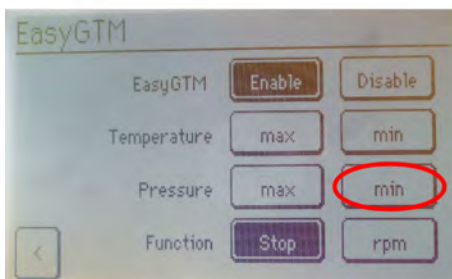 EasyGTM
EasyGTM Enable Disable
Temperature max min
Pressure max min
Function Stop rpm
<